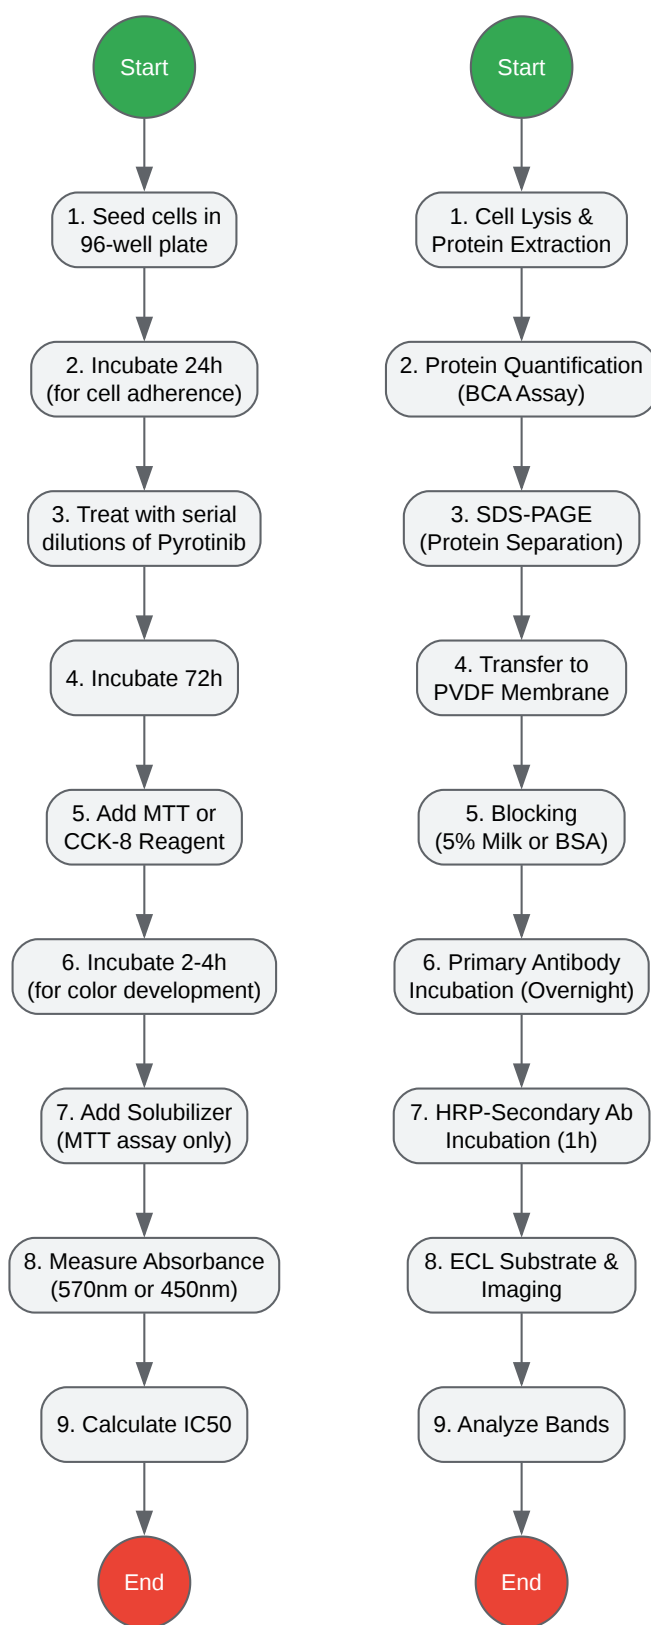 Start
1. Seed cells in
96-well plate
2. Incubate 24h
(for cell adherence)
3. Treat with serial
dilutions of Pyrotinib
4. Incubate 72h
5. Add MTT or
CCK-8 Reagent
6. Incubate 2-4h
(for color development)
7. Add Solubilizer
(MTT assay only)
8. Measure Absorbance
(570nm or 450nm)
9. Calculate IC50
End
Start
1. Cell Lysis &
Protein Extraction
2. Protein Quantification
(BCA Assay)
3. SDS-PAGE
(Protein Separation)
4. Transfer to
PVDF Membrane
5. Blocking
(5% Milk or BSA)
6. Primary Antibody
Incubation (Overnight)
7. HRP-Secondary Ab
Incubation (1h)
8. ECL Substrate &
Imaging
9. Analyze Bands
End